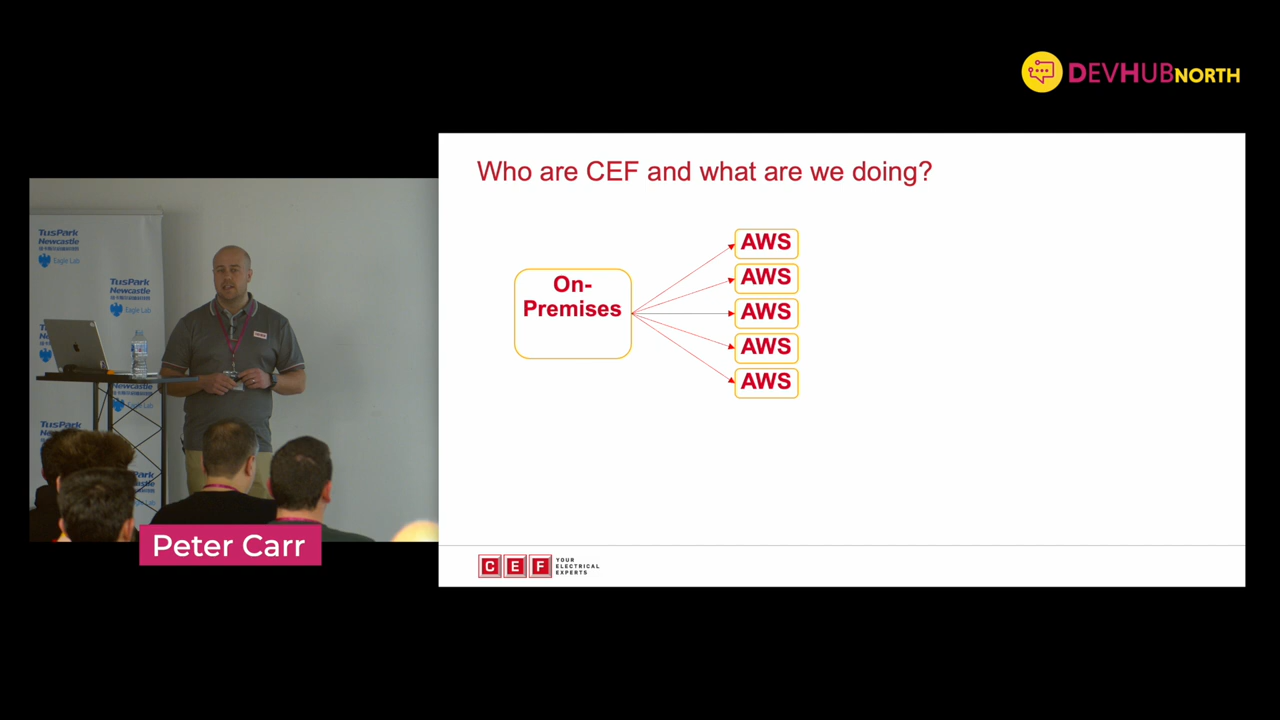 DEVHUBNORTH
Who are CEF and what are we doing?
On-
Premises
AWS
AWS
AWS
AWS
AWS
CEF
YOUR
ELECTRICAL
EXPERTS
TusPark
Newcastle
Eagle Lab
TusPark
Newcastle
Eagle Lab
Peter Carr